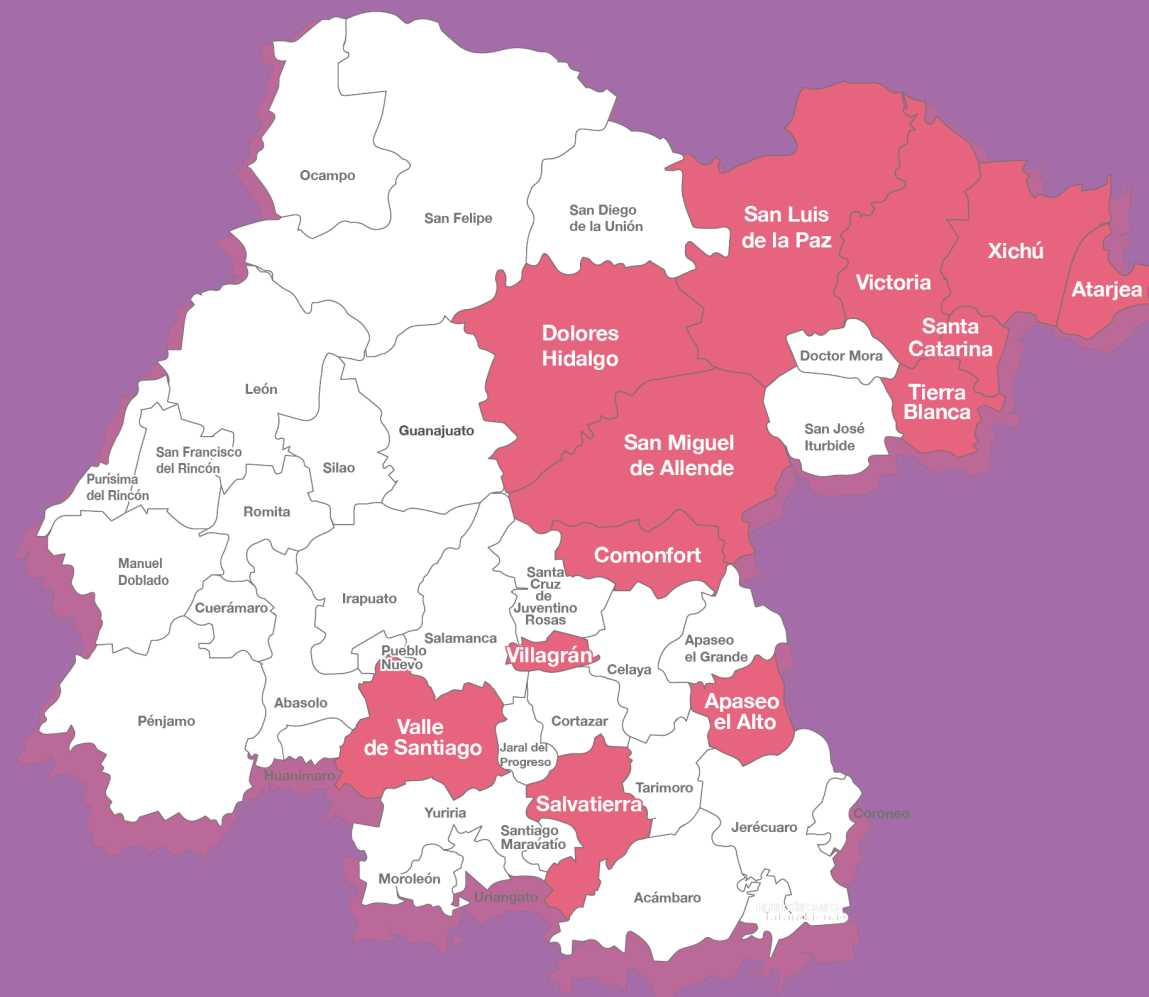 Ocampo
San Felipe
San Diego
de la Unión
San Luis
de la Paz
Victoria
Xichú
Atarjea
Santa
Catarina
Doctor Mora
Tierra
Blanca
San José
Iturbide
Dolores
Hidalgo
San Miguel
de Allende
León
Guanajuato
Silao
San Francisco
del Rincón
Purísima
del Rincón
Romita
Manuel
Doblado
Cuerámaro
Irapuato
Comonfort
Santa
Cruz
de
Juventino
Rosas
Salamanca
Pueblo
Nuevo
Villagrán
Celaya
Apaseo
el Grande
Pénjamo
Abasolo
Valle
de Santiago
Cortazar
Apaseo
el Alto
Jaral del
Progreso
Huanímaro
Salvatierra
Tarimoro
Yuriria
Santiago
Maravatío
Jerécuaro
Coroneo
Moroleón
Uriangato
Acámbaro